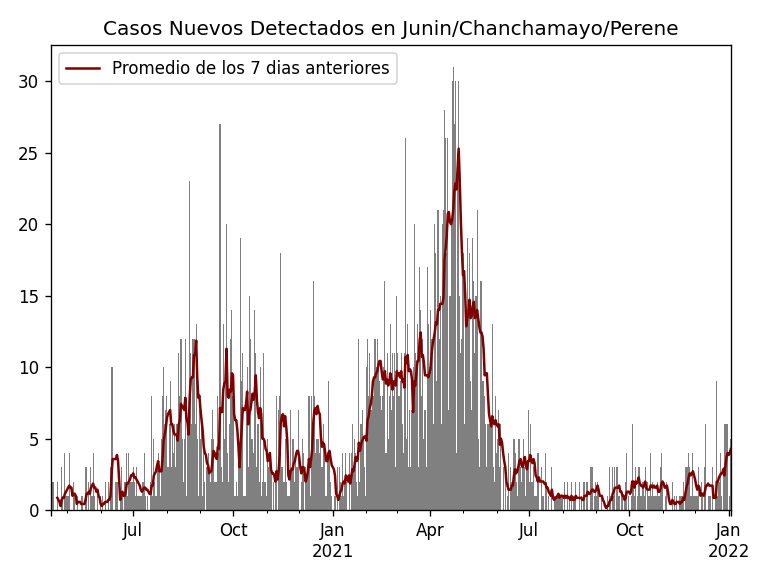 Casos Nuevos Detectados en Junin/Chanchamayo/Perene
Promedio de los 7 dias anteriores
30
25
20
15
10
5
0
Jul
Oct
Jan
2021
Apr
Jul
Oct
Jan
2022